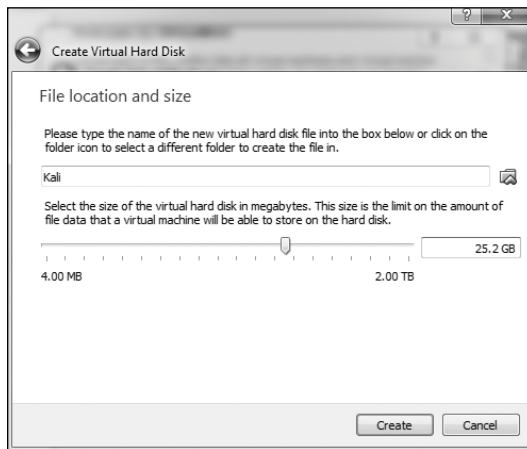 ?
X
Create Virtual Hard Disk
File location and size
Please type the name of the new virtual hard disk file into the box below or click on the
folder icon to select a different folder to create the file in.
Kali
Select the size of the virtual hard disk in megabytes. This size is the limit on the amount of
file data that a virtual machine will be able to store on the hard disk.
25.2 GB
4.00 MB
2.00 TB
Create
Cancel